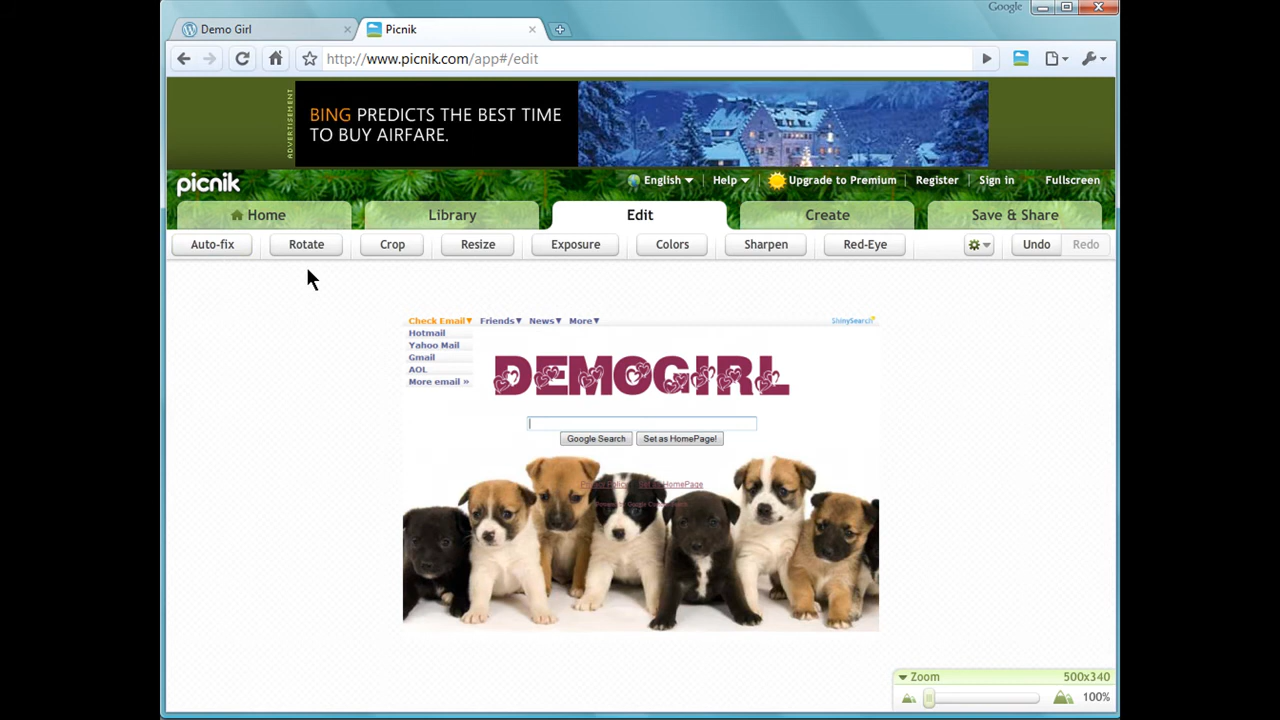 Google
Demo Girl
Picnik
http://www.picnik.com/app#/edit
ADVERTISEMENT
BING PREDICTS THE BEST TIME
TO BUY AIRFARE.
picnik
English Help Upgrade to Premium Register Sign in Fullscreen
Home Library Edit Create Save & Share
Auto-fix Rotate Crop Resize Exposure Colors Sharpen Red-Eye Undo Redo
Check Email Friends News More ShinySearch
Hotmail
Yahoo Mail
Gmail
AOL
More email »
DEMOGIRL
Google Search Set as HomePage!
HomePage
Zoom 500x340
100%